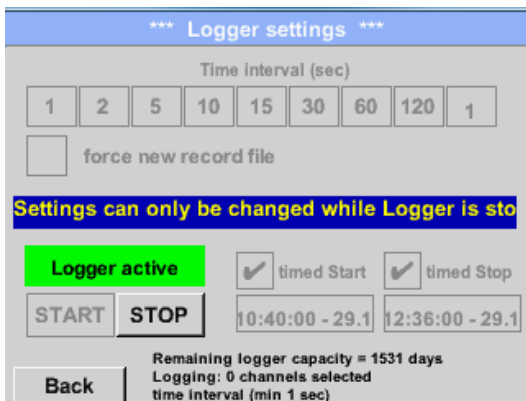 *** Logger settings ***
Time interval (sec)
1 2 5 10 15 30 60 120 1
force new record file
Settings can only be changed while Logger is sto
Logger active ✔ timed Start ✔ timed Stop
START STOP 10:40:00 - 29.1 12:36:00 - 29.1
Remaining logger capacity = 1531 days
Logging: 0 channels selected
time interval (min 1 sec)
Back